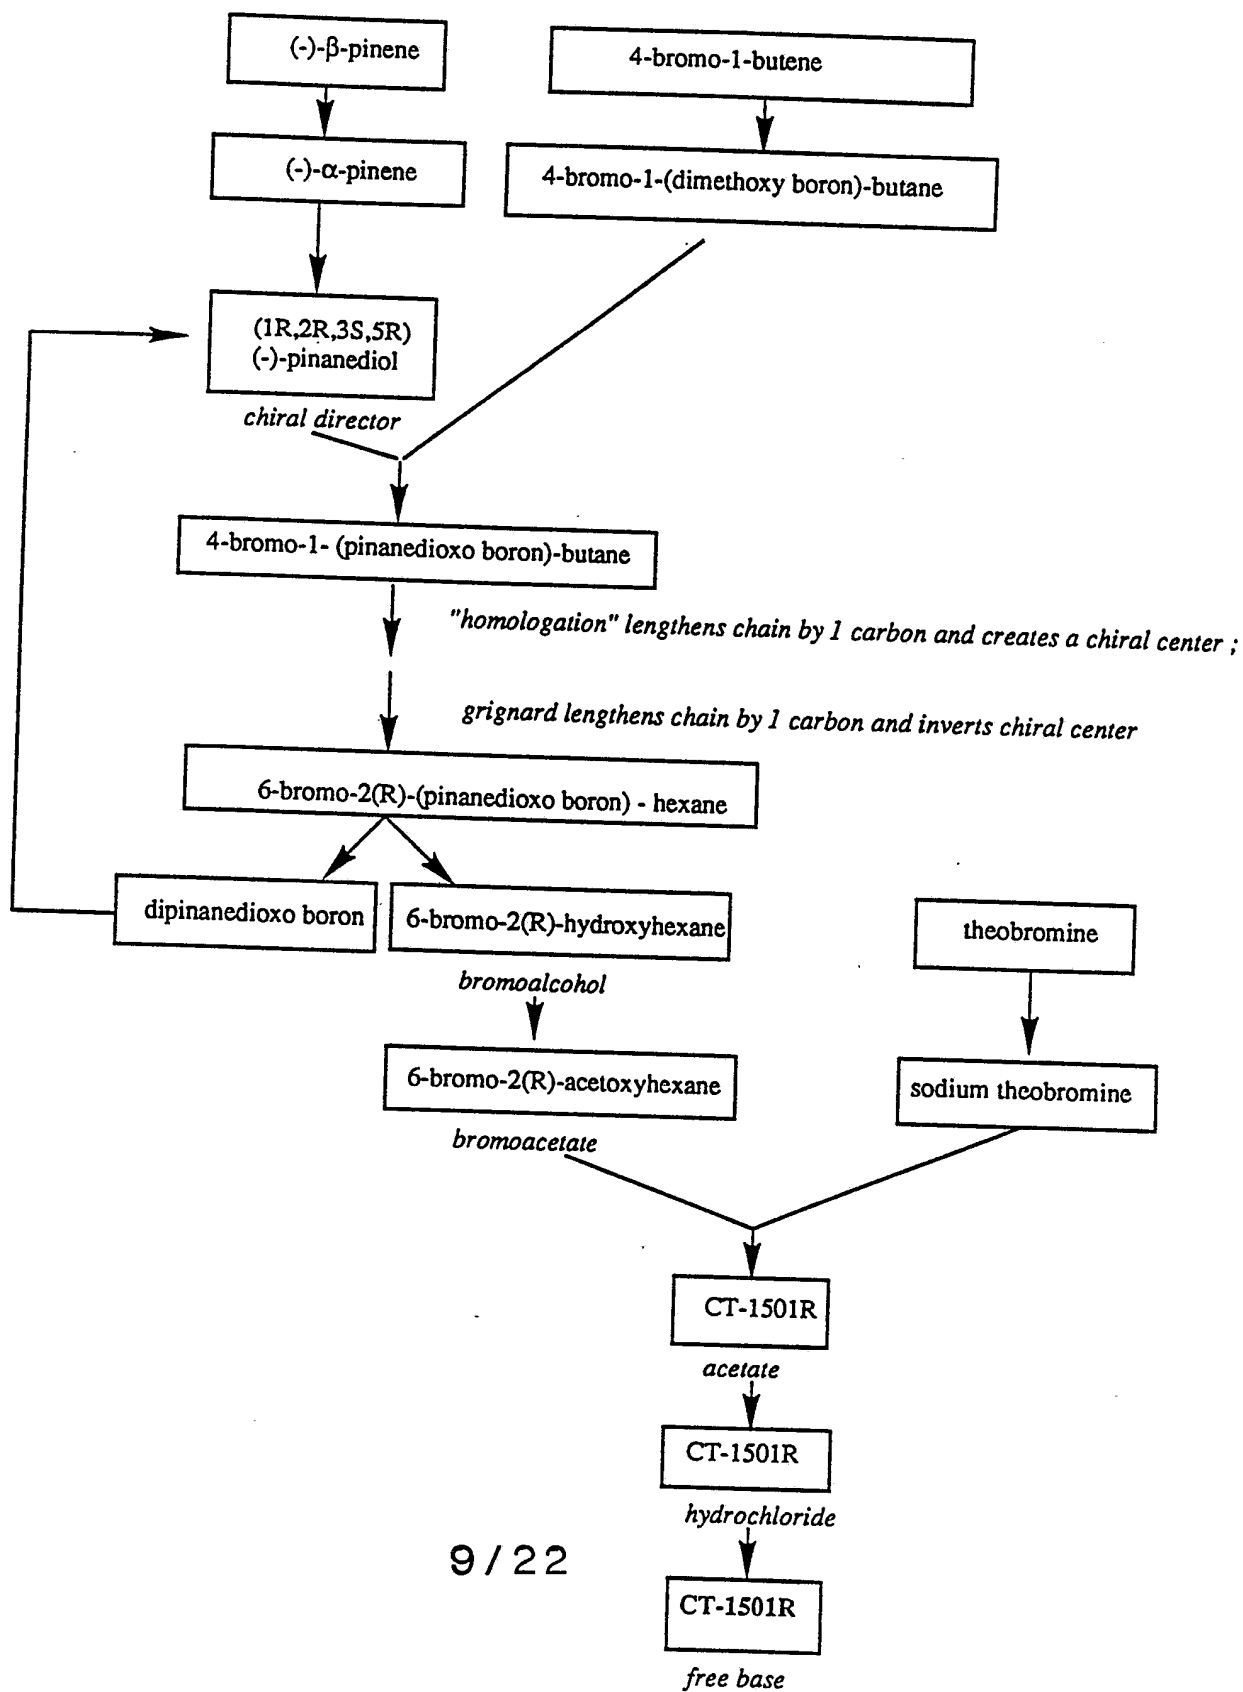 (-)-β-pinene
4-bromo-1-butene
(-)-α-pinene
4-bromo-1-(dimethoxy boron)-butane
(1R,2R,3S,5R)
(-)-pinanediol
chiral director
4-bromo-1- (pinanedioxo boron)-butane
"homologation" lengthens chain by 1 carbon and creates a chiral center ;
grignard lengthens chain by 1 carbon and inverts chiral center
6-bromo-2(R)-(pinanedioxo boron) - hexane
dipinanedioxo boron
6-bromo-2(R)-hydroxyhexane
theobromine
bromoalcohol
6-bromo-2(R)-acetoxyhexane
sodium theobromine
bromoacetate
CT-1501R
acetate
CT-1501R
hydrochloride
9/22
CT-1501R
free base